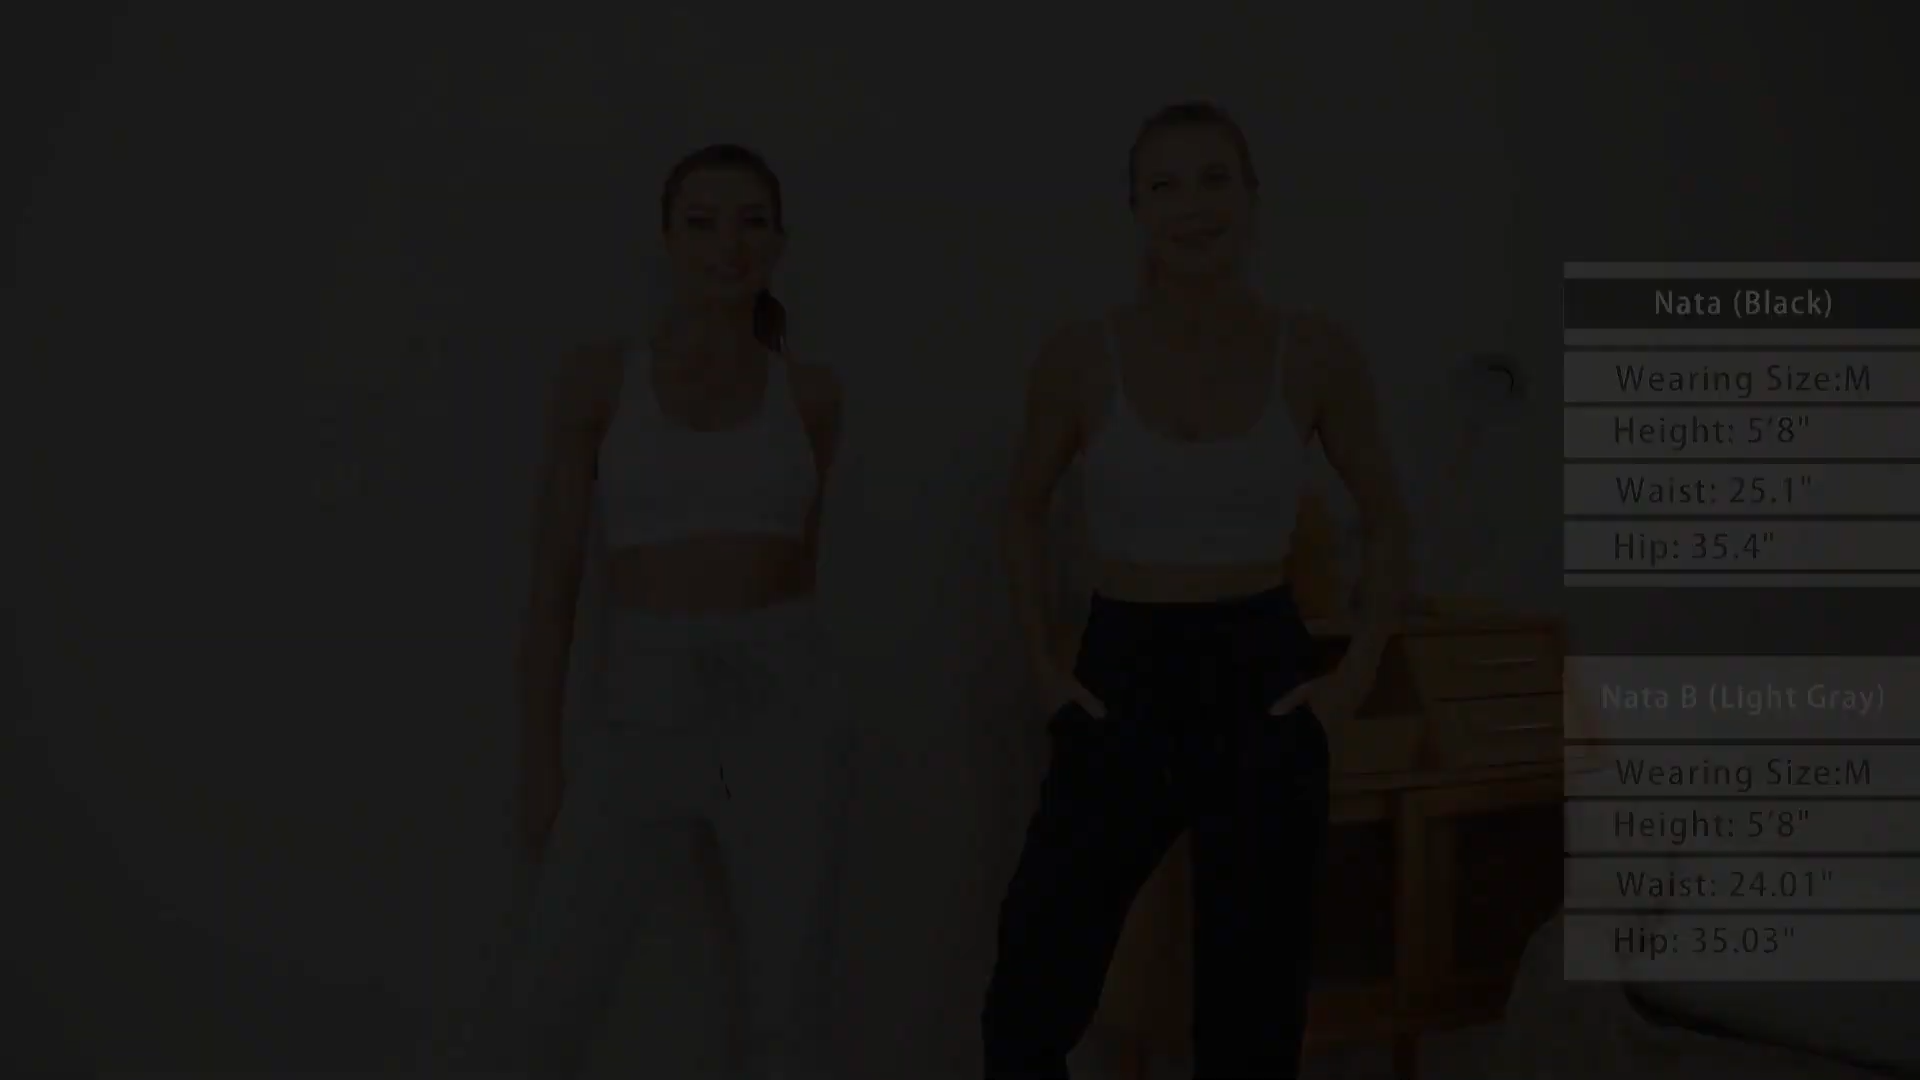 Nata (Black)
Wearing Size:M
Height: 5'8"
Waist: 25.1"
Hip: 35.4"
Nata B (Light Gray)
Wearing Size:M
Height: 5'8"
Waist: 24.01"
Hip: 35.03"